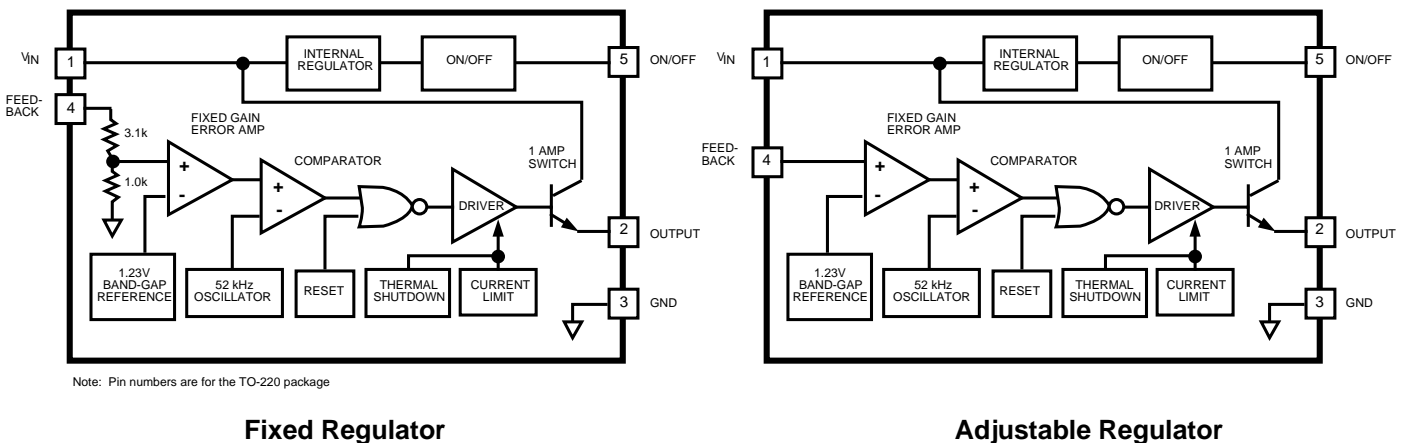 VIN
1
INTERNAL
REGULATOR
ON/OFF
5
ON/OFF
FEED-
BACK
4
3.1k
1.0k
FIXED GAIN
ERROR AMP
+
-
COMPARATOR
+
-
1 AMP
SWITCH
DRIVER
2
OUTPUT
1.23V
BAND-GAP
REFERENCE
52 kHz
OSCILLATOR
RESET
THERMAL
SHUTDOWN
CURRENT
LIMIT
3
GND
Note: Pin numbers are for the TO-220 package
Fixed Regulator
VIN
1
INTERNAL
REGULATOR
ON/OFF
5
ON/OFF
FEED-
BACK
4
FIXED GAIN
ERROR AMP
+
-
COMPARATOR
+
-
1 AMP
SWITCH
DRIVER
2
OUTPUT
1.23V
BAND-GAP
REFERENCE
52 kHz
OSCILLATOR
RESET
THERMAL
SHUTDOWN
CURRENT
LIMIT
3
GND
Adjustable Regulator